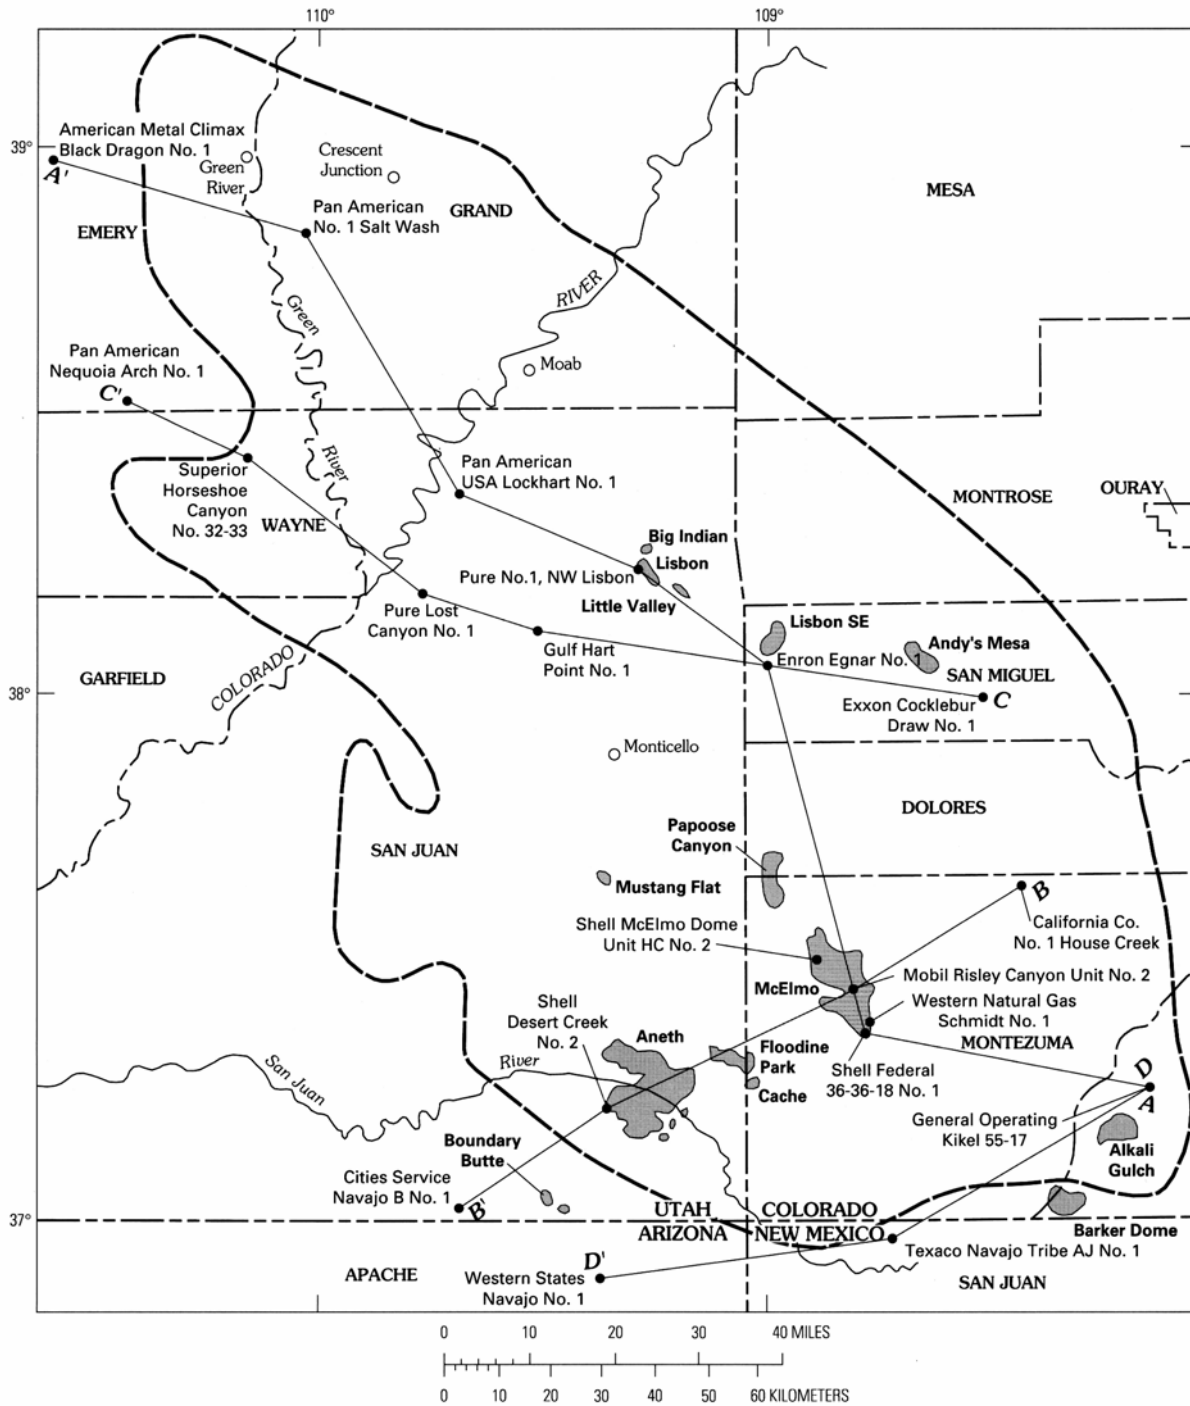 110°
109°
39°
American Metal Climax
Black Dragon No. 1
A'
Green
River
Crescent
Junction
MESA
Pan American
No. 1 Salt Wash
GRAND
EMERY
RIVER
Green
Pan American
Nequoia Arch No. 1
C'
Moab
River
Superior
Horseshoe
Canyon
No. 32-33
WAYNE
Pan American
USA Lockhart No. 1
MONTROSE
OURAY
Big Indian
Lisbon
Pure No.1, NW Lisbon
Little Valley
Pure Lost
Canyon No. 1
Lisbon SE
Gulf Hart
Point No. 1
Andy's Mesa
Enron Egnar No. 1
COLORADO
GARFIELD
SAN MIGUEL
38°
Exxon Cocklebur
Draw No. 1
C
Monticello
DOLORES
Papoose
Canyon
SAN JUAN
Mustang Flat
B
Shell McElmo Dome
Unit HC No. 2
California Co.
No. 1 House Creek
McElmo
Mobil Risley Canyon Unit No. 2
Shell
Desert Creek
No. 2
Western Natural Gas
Schmidt No. 1
Aneth
Floodine
Park
MONTEZUMA
San Juan
River
Cache
Shell Federal
36-36-18 No. 1
D
A
General Operating
Kikel 55-17
Boundary
Butte
Alkali
Gulch
Cities Service
Navajo B No. 1
B'
37°
UTAH
COLORADO
ARIZONA
NEW MEXICO
Barker Dome
Texaco Navajo Tribe AJ No. 1
D'
APACHE
Western States
Navajo No. 1
SAN JUAN
0 10 20 30 40 MILES
0 10 20 30 40 50 60 KILOMETERS